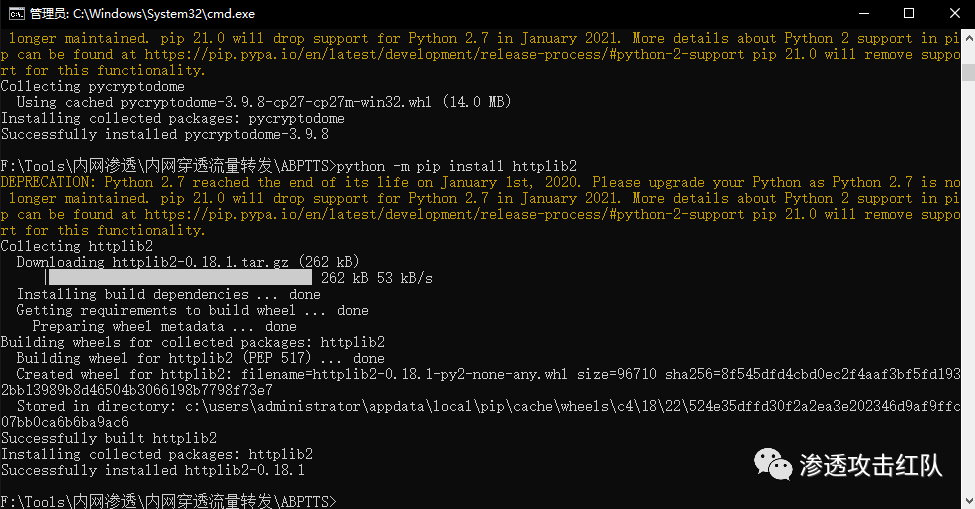 管理员: C:\Windows\System32\cmd.exe
longer maintained. pip 21.0 will drop support for Python 2.7 in January 2021. More details about Python 2 support in pi
p can be found at https://pip.pypa.io/en/latest/development/release-process/#python-2-support pip 21.0 will remove suppo
rt for this functionality.
Collecting pycryptodome
  Using cached pycryptodome-3.9.8-cp27-cp27m-win32.whl (14.0 MB)
Installing collected packages: pycryptodome
Successfully installed pycryptodome-3.9.8
F:\Tools\内网渗透\内网穿透流量转发\ABPTTS>python -m pip install httplib2
DEPRECATION: Python 2.7 reached the end of its life on January 1st, 2020. Please upgrade your Python as Python 2.7 is no
longer maintained. pip 21.0 will drop support for Python 2.7 in January 2021. More details about Python 2 support in pi
p can be found at https://pip.pypa.io/en/latest/development/release-process/#python-2-support pip 21.0 will remove suppo
rt for this functionality.
Collecting httplib2
  Downloading httplib2-0.18.1.tar.gz (262 kB)
     | 262 kB 53 kB/s
  Installing build dependencies ... done
  Getting requirements to build wheel ... done
    Preparing wheel metadata ... done
Building wheels for collected packages: httplib2
  Building wheel for httplib2 (PEP 517) ... done
  Created wheel for httplib2: filename=httplib2-0.18.1-py2-none-any.whl size=96710 sha256=8f545dfd4cbd0ec2f4aaf3bf5fd193
2bb13989b8d46504b3066198b7798f73e7
  Stored in directory: c:\users\administrator\appdata\local\pip\cache\wheels\c4\18\22\524e35dffd30f2a2ea3e202346d9af9ffc
07bb0ca6b6ba9ac6
Successfully built httplib2
Installing collected packages: httplib2
Successfully installed httplib2-0.18.1
渗透攻击红队
F:\Tools\内网渗透\内网穿透流量转发\ABPTTS>